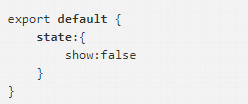 export default {
    state:{
        show:false
    }
}